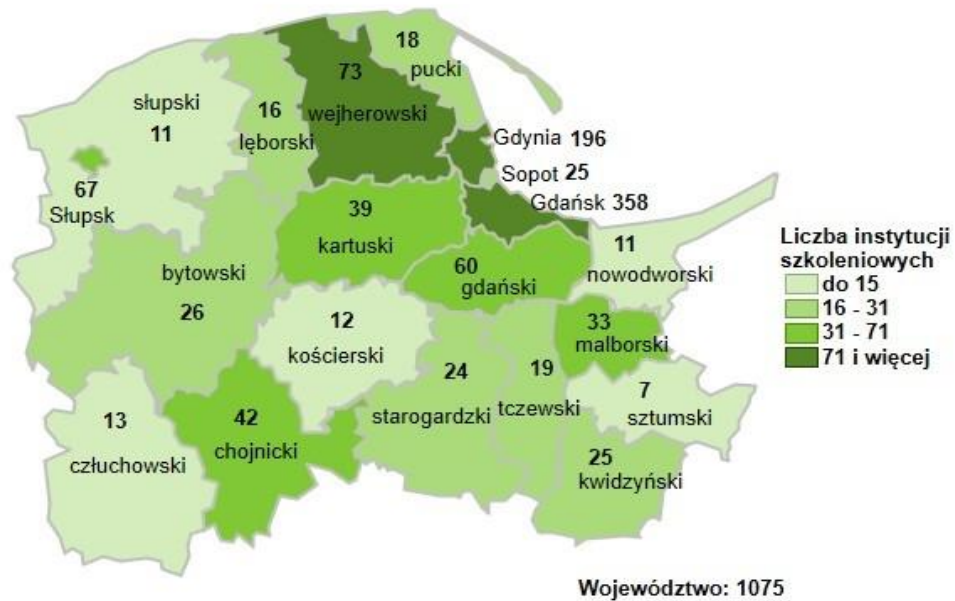 18
pucki
73
wejherowski
słupski
11
16
lęborski
Gdynia 196
Sopot 25
Gdańsk 358
67
Słupsk
39
kartuski
11
nowodworski
60
gdański
bytowski
26
12
kościerski
33
malborski
24
starogardzki
19
tczewski
7
sztumski
13
człuchowski
42
chojnicki
25
kwidzyński
Liczba instytucji
szkoleniowych
do 15
16 - 31
31 - 71
71 i więcej
Województwo: 1075